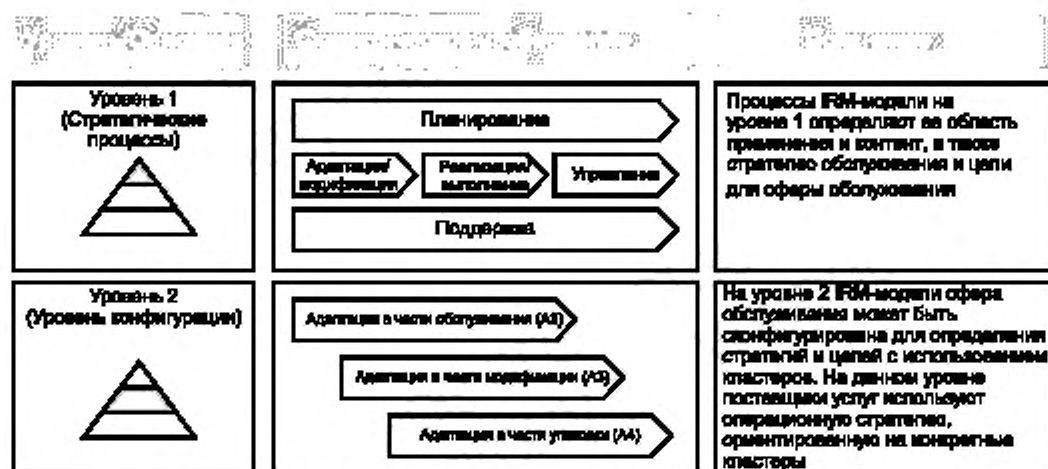 Уровень 1
(Стратегические
процессы)
Планирование
Адаптация/
модификация
Реализация/
выполнение
Управление
Поддержка
Процессы IRM-модели на
уровне 1 определяют ее область
применения и контент, а также
стратегию обслуживания и цели
для сферы обслуживания
Уровень 2
(Уровень конфигурации)
Адаптация в части обслуживания
Адаптация в части модификации (А3)
Адаптация в части упаковки (А4)
На уровне 2 IRM-модели сфера
обслуживания может быть
сконфигурирована для определения
стратегий и целей с использованием
кластеров. На данном уровне
поставщики услуг используют
операционную стратегию,
ориентированную на конкретные
кластеры